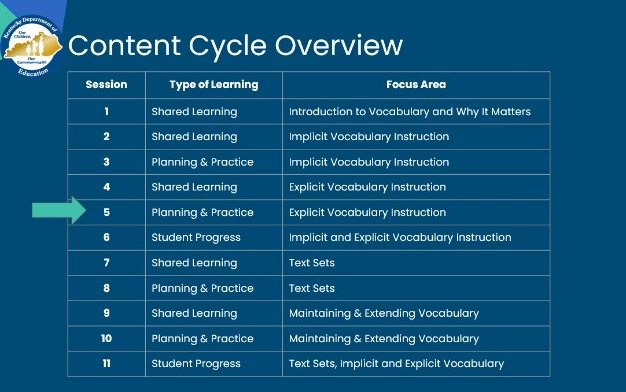 Kentucky Department of
Our Children,
Our Commonwealth
Education
Content Cycle Overview
Session Type of Learning Focus Area
1 Shared Learning Introduction to Vocabulary and Why It Matters
2 Shared Learning Implicit Vocabulary Instruction
3 Planning & Practice Implicit Vocabulary Instruction
4 Shared Learning Explicit Vocabulary Instruction
5 Planning & Practice Explicit Vocabulary Instruction
6 Student Progress Implicit and Explicit Vocabulary Instruction
7 Shared Learning Text Sets
8 Planning & Practice Text Sets
9 Shared Learning Maintaining & Extending Vocabulary
10 Planning & Practice Maintaining & Extending Vocabulary
11 Student Progress Text Sets, Implicit and Explicit Vocabulary